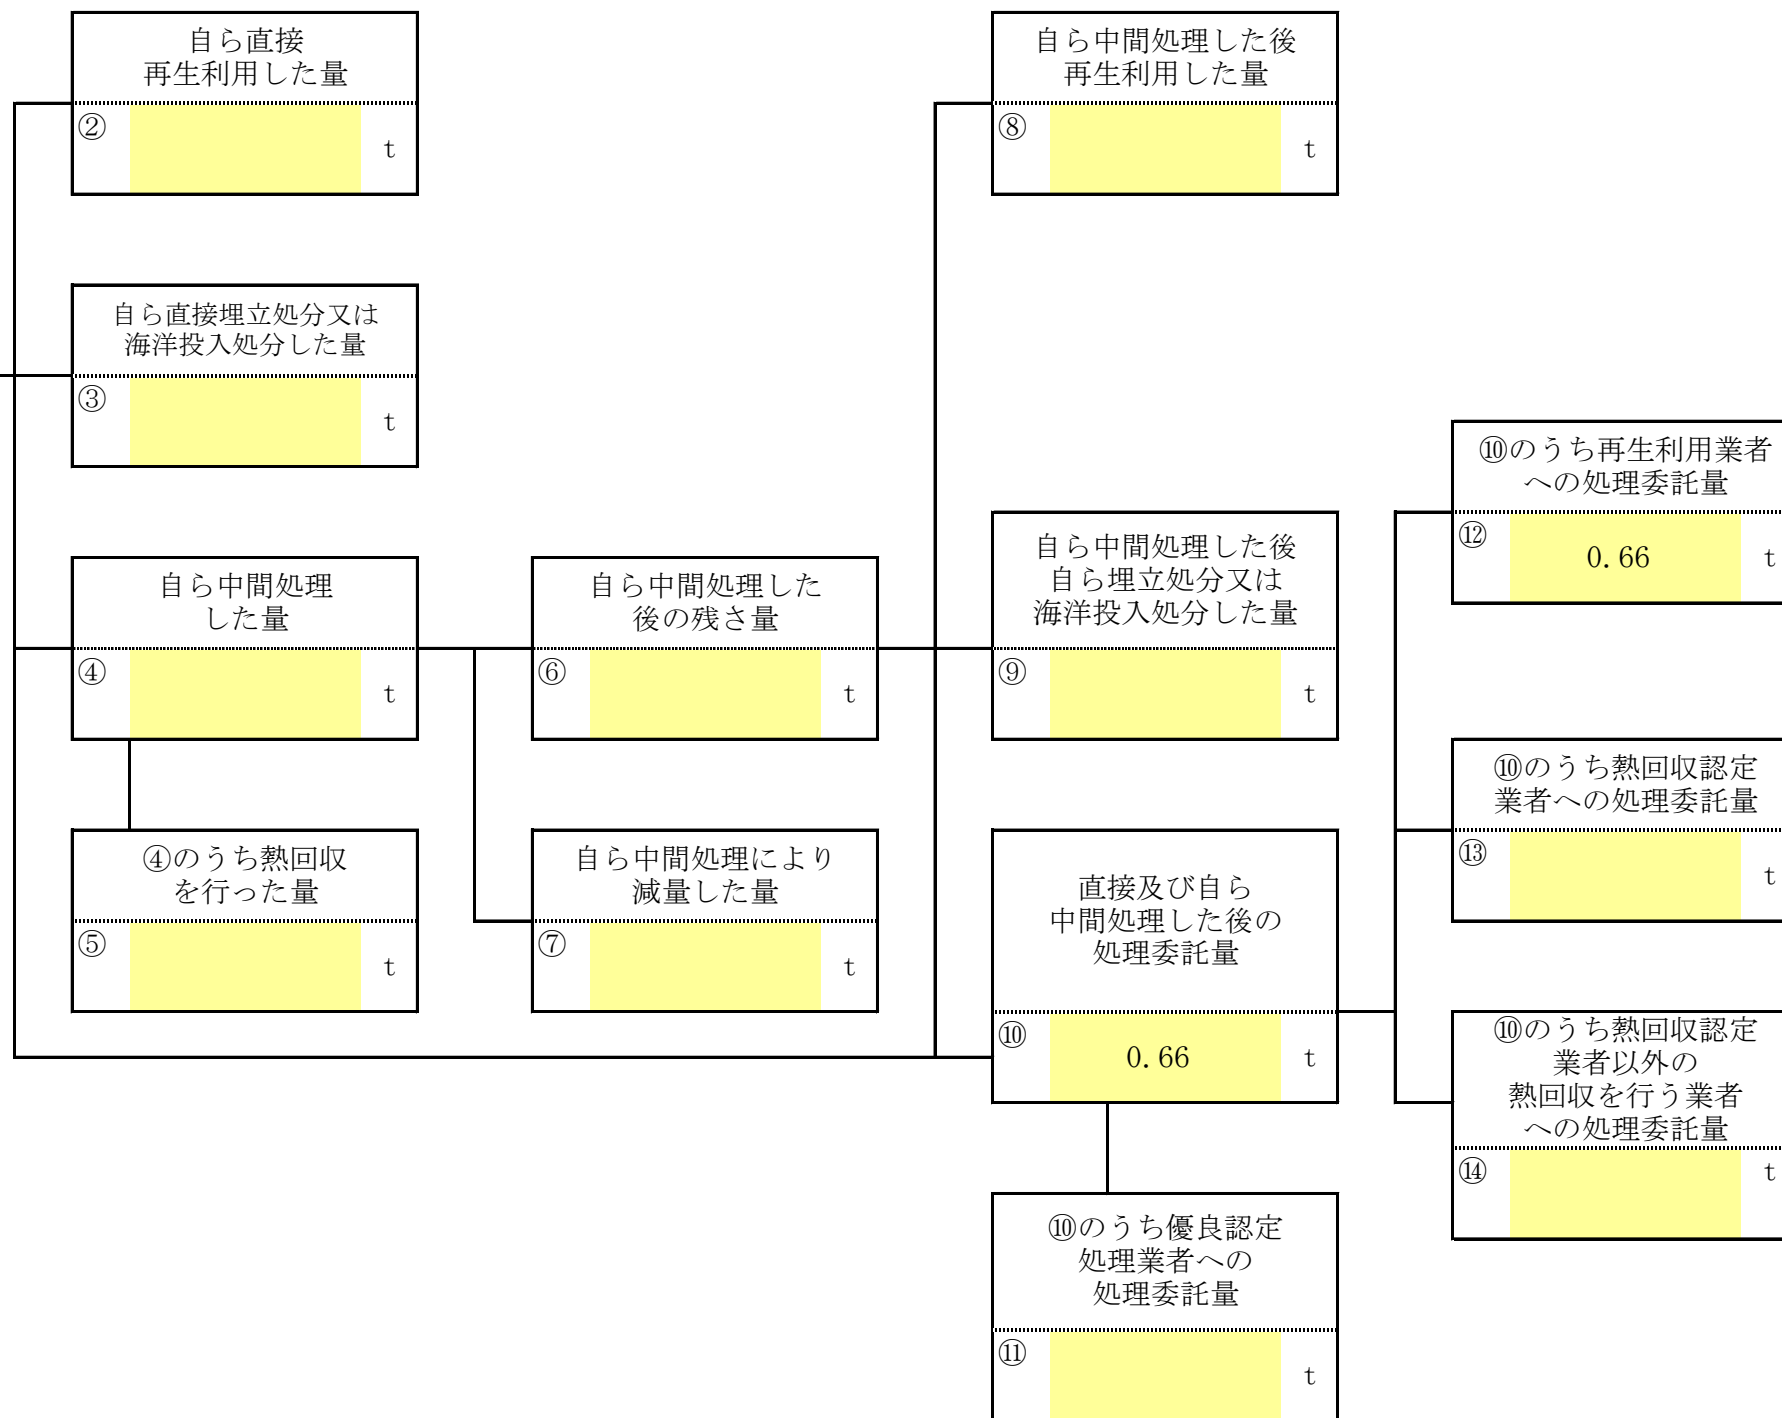 自ら直接
再生利用した量
②
t
自ら中間処理した後
再生利用した量
⑧
t
自ら直接埋立処分又は
海洋投入処分した量
③
t
⑩のうち再生利用業者
への処理委託量
⑫
0.66
t
自ら中間処理
した量
④
t
自ら中間処理した
後の残さ量
⑥
t
自ら中間処理した後
自ら埋立処分又は
海洋投入処分した量
⑨
t
⑩のうち熱回収認定
業者への処理委託量
⑬
t
④のうち熱回収
を行った量
⑤
t
自ら中間処理により
減量した量
⑦
t
直接及び自ら
中間処理した後の
処理委託量
⑩
0.66
t
⑩のうち熱回収認定
業者以外の
熱回収を行う業者
への処理委託量
⑭
t
⑩のうち優良認定
処理業者への
処理委託量
⑪
t